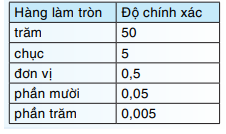 Hàng làm tròn Độ chính xác
trăm 50
chục 5
đơn vị 0,5
phần mười 0,05
phần trăm 0,005